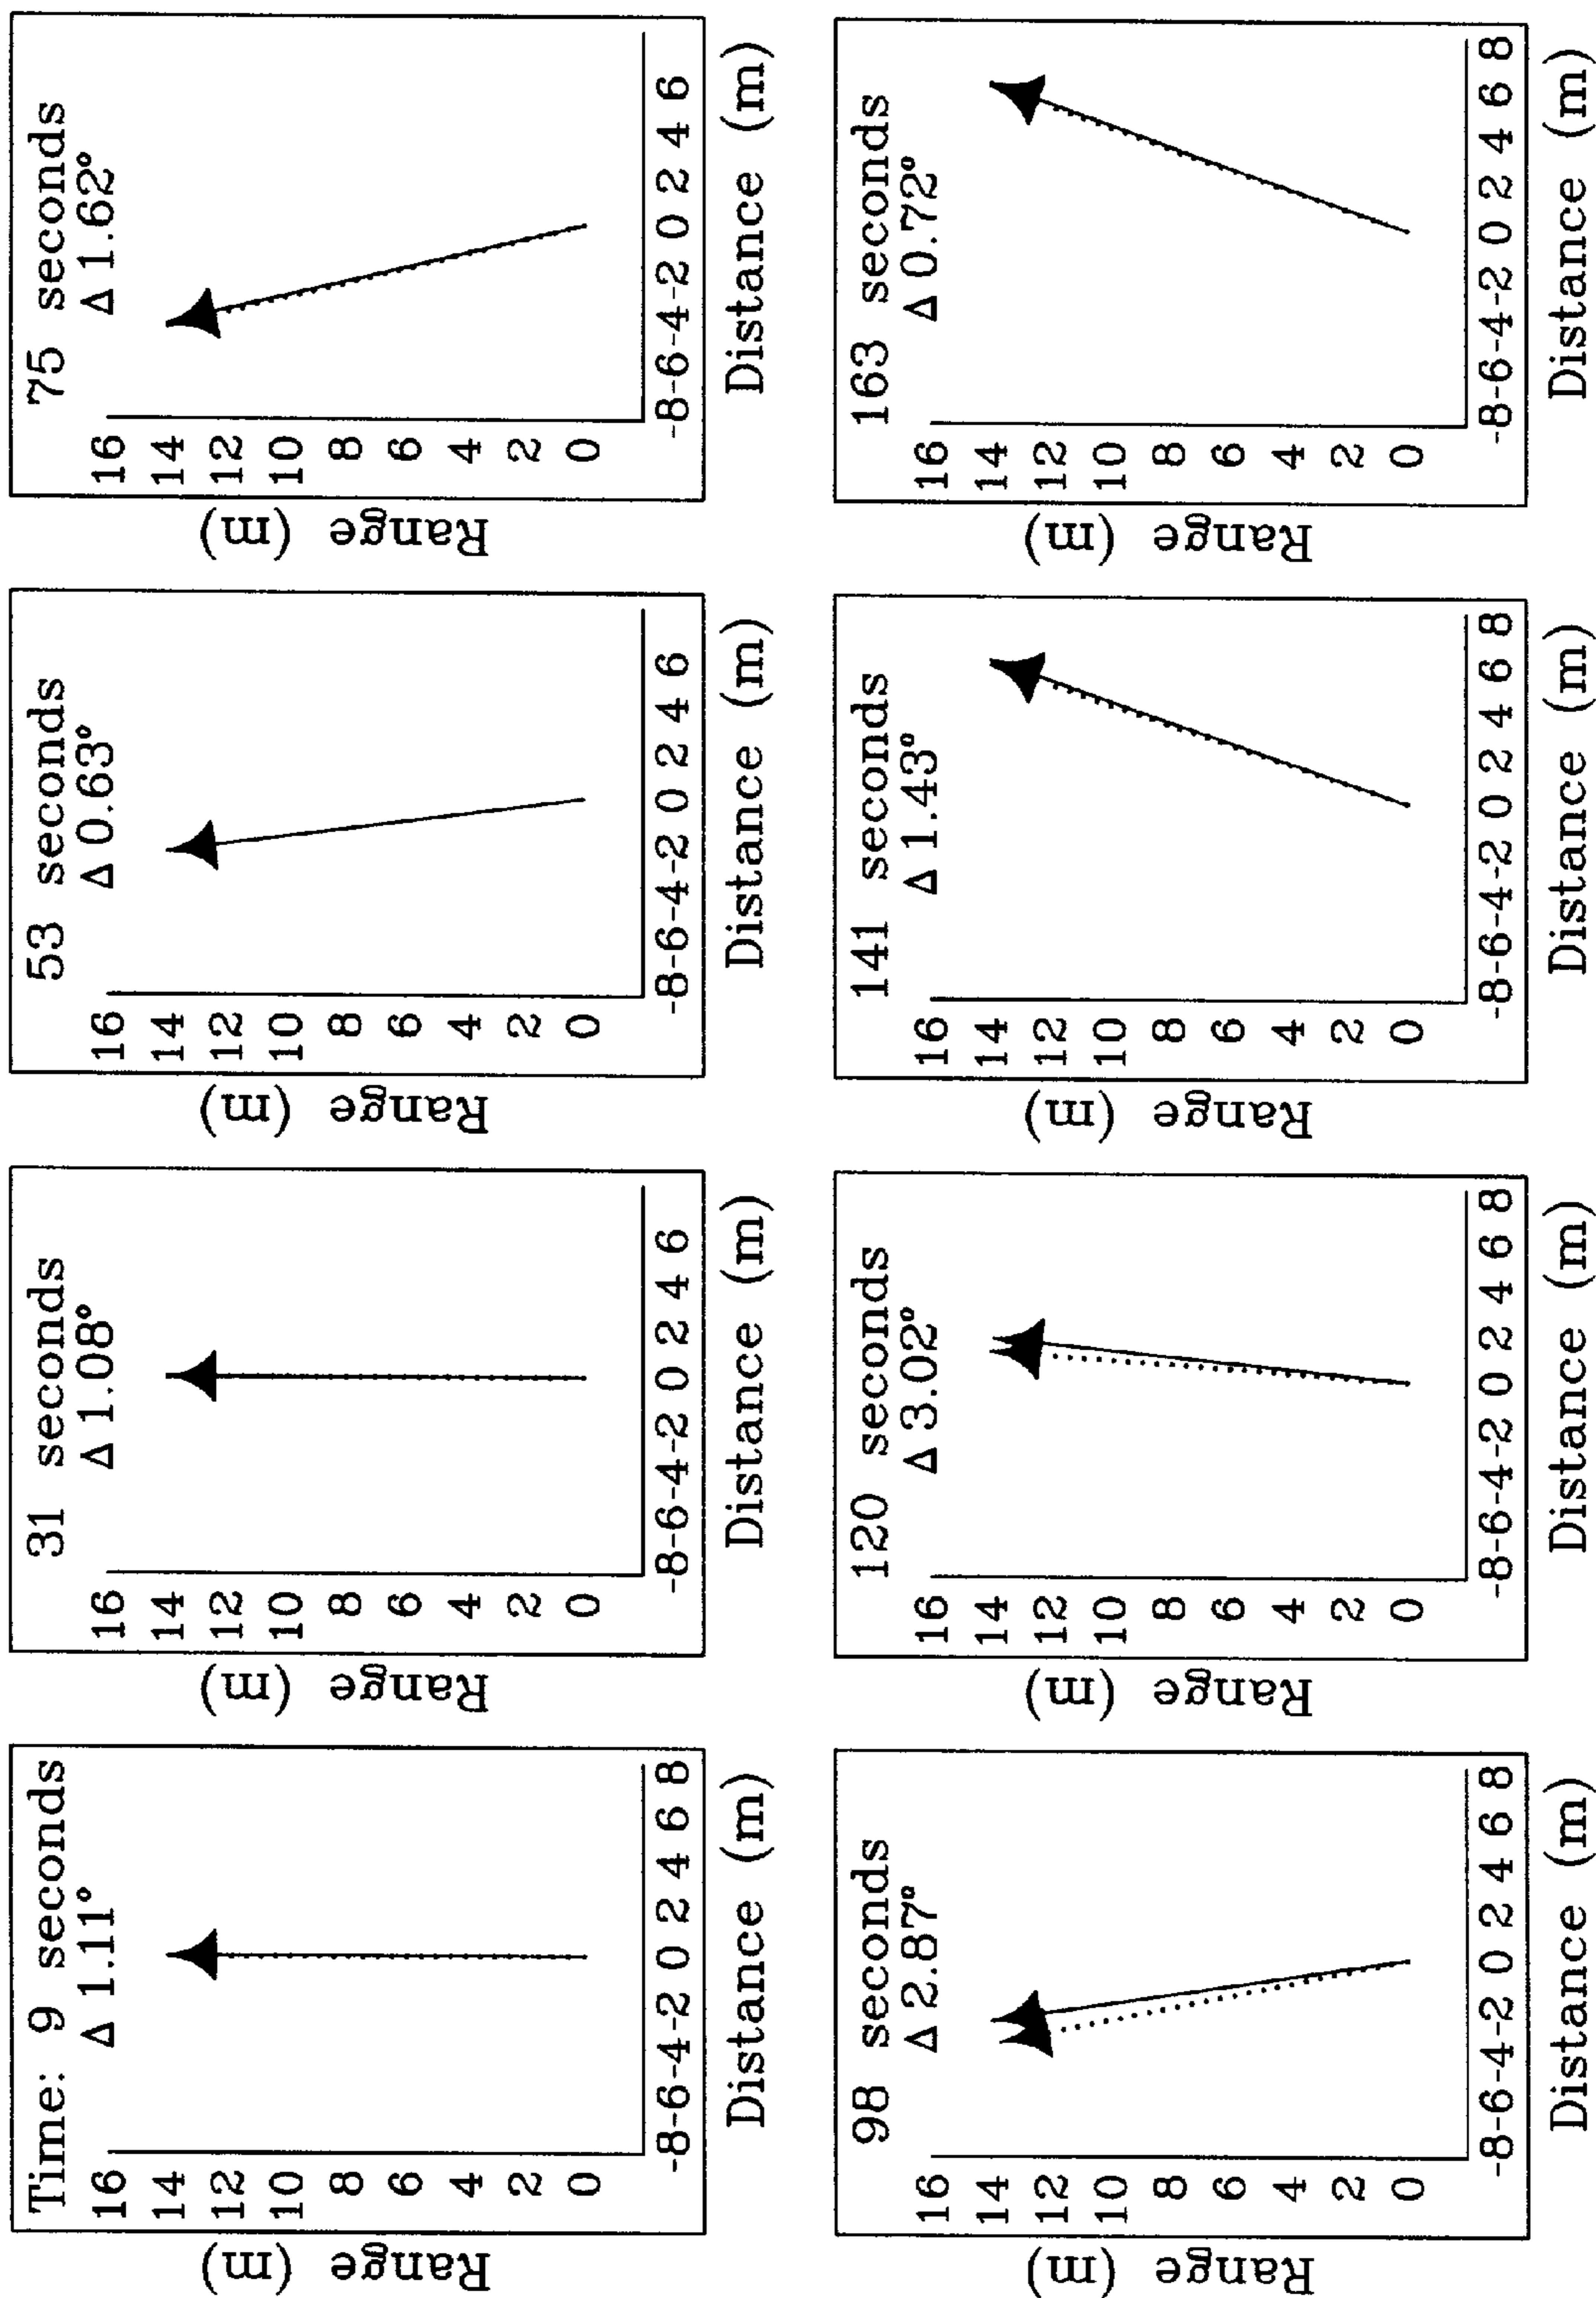 Time: 9 seconds
Δ 1.11°
16
14
12
10
8
6
4
2
0
Range (m)
-8-6-4-2 0 2 4 6 8
Distance (m)
31 seconds
Δ 1.08°
16
14
12
10
8
6
4
2
0
Range (m)
-8-6-4-2 0 2 4 6
Distance (m)
53 seconds
Δ 0.63°
16
14
12
10
8
6
4
2
0
Range (m)
-8-6-4-2 0 2 4 6
Distance (m)
75 seconds
Δ 1.62°
16
14
12
10
8
6
4
2
0
Range (m)
-8-6-4-2 0 2 4 6
Distance (m)
98 seconds
Δ 2.87°
16
14
12
10
8
6
4
2
0
Range (m)
-8-6-4-2 0 2 4 6 8
Distance (m)
120 seconds
Δ 3.02°
16
14
12
10
8
6
4
2
0
Range (m)
-8-6-4-2 0 2 4 6 8
Distance (m)
141 seconds
Δ 1.43°
16
14
12
10
8
6
4
2
0
Range (m)
-8-6-4-2 0 2 4 6 8
Distance (m)
163 seconds
Δ 0.72°
16
14
12
10
8
6
4
2
0
Range (m)
-8-6-4-2 0 2 4 6 8
Distance (m)